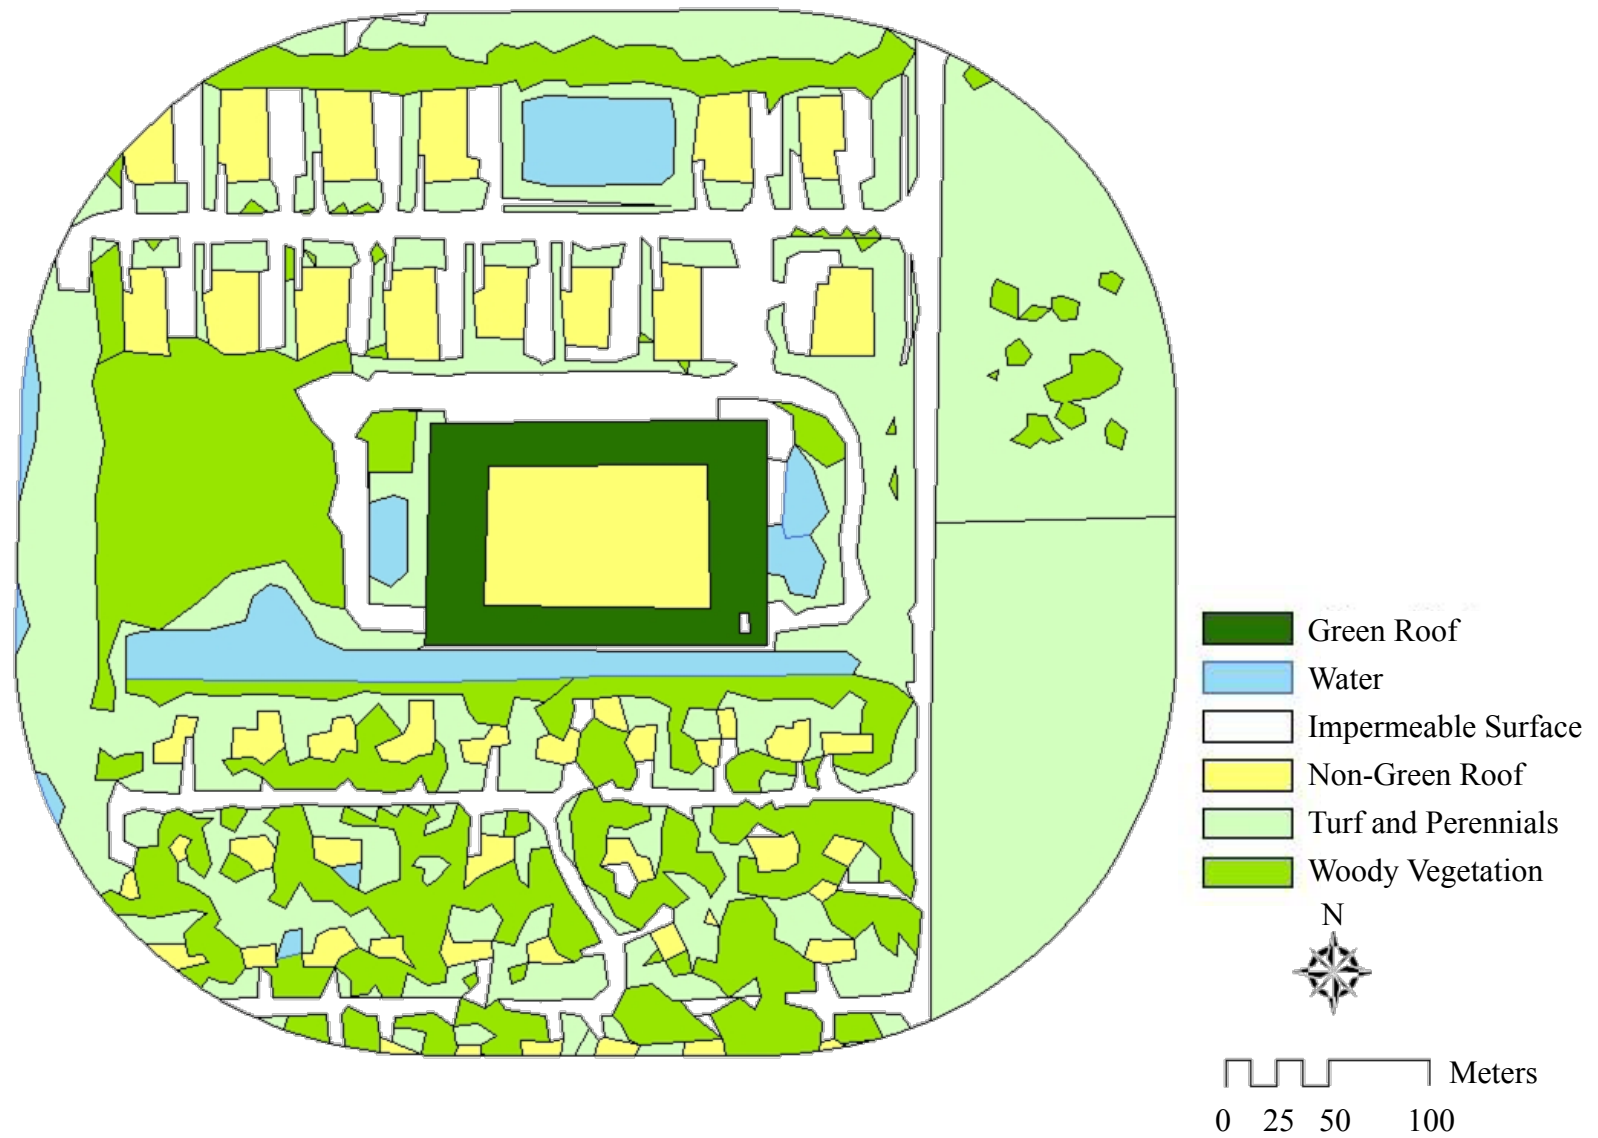 Green Roof
Water
Impermeable Surface
Non-Green Roof
Turf and Perennials
Woody Vegetation
N
Meters
0 25 50 100